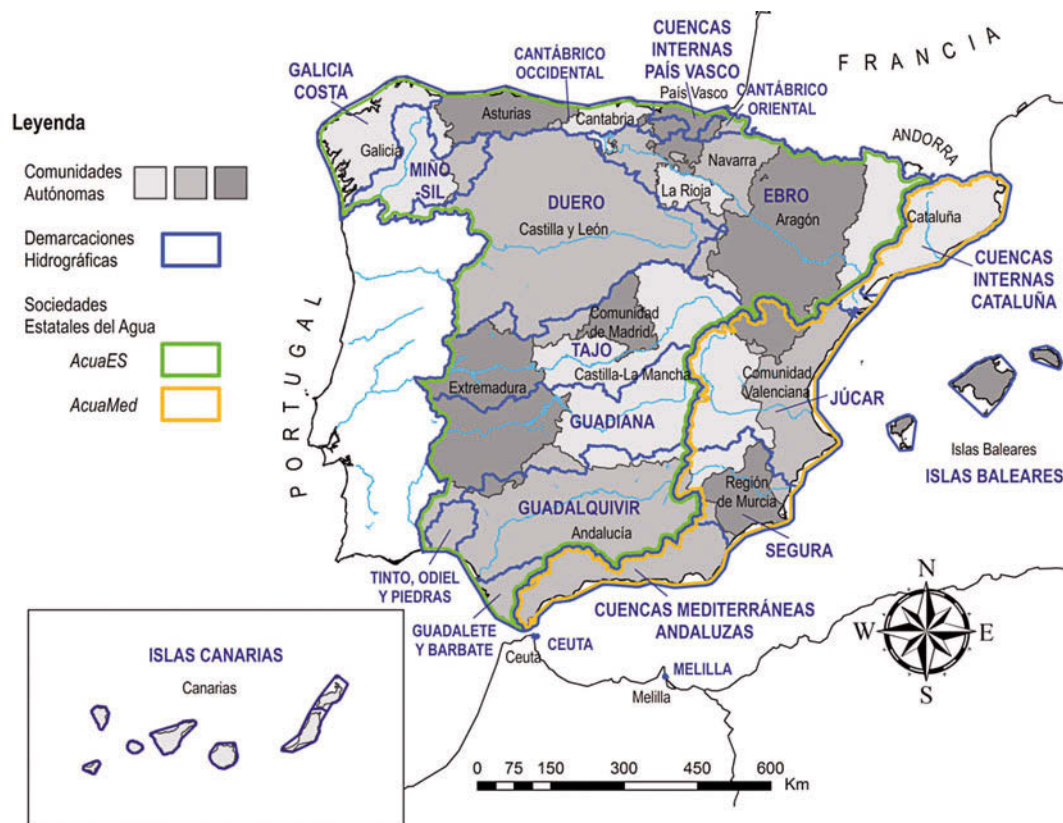 Leyenda
Comunidades
Autónomas
Demarcaciones
Hidrográficas
Sociedades
Estatales del Agua
AcuaES
AcuaMed
GALICIA
COSTA
CANTÁBRICO
OCCIDENTAL
CUENCAS
INTERNAS
PAÍS VASCO
País Vasco
CANTÁBRICO
ORIENTAL
FRANCIA
ANDORRA
Asturias
Cantabria
Galicia
MIÑO
-SIL
Navarra
La Rioja
DUERO
Castilla y León
EBRO
Aragón
Cataluña
CUENCAS
INTERNAS
CATALUÑA
PORTUGAL
Comunidad
de Madrid
TAJO
Castilla-La Mancha
Extremadura
Comunidad
Valenciana
JÚCAR
GUADIANA
Islas Baleares
ISLAS BALEARES
Región
de Murcia
GUADALQUIVIR
Andalucía
SEGURA
TINTO, ODIEL
Y PIEDRAS
CUENCAS MEDITERRÁNEAS
ANDALUZAS
GUADALETE
Y BARBATE
CEUTA
Ceuta
MELILLA
Melilla
N
W
E
S
ISLAS CANARIAS
Canarias
0 75 150 300 450 600
Km